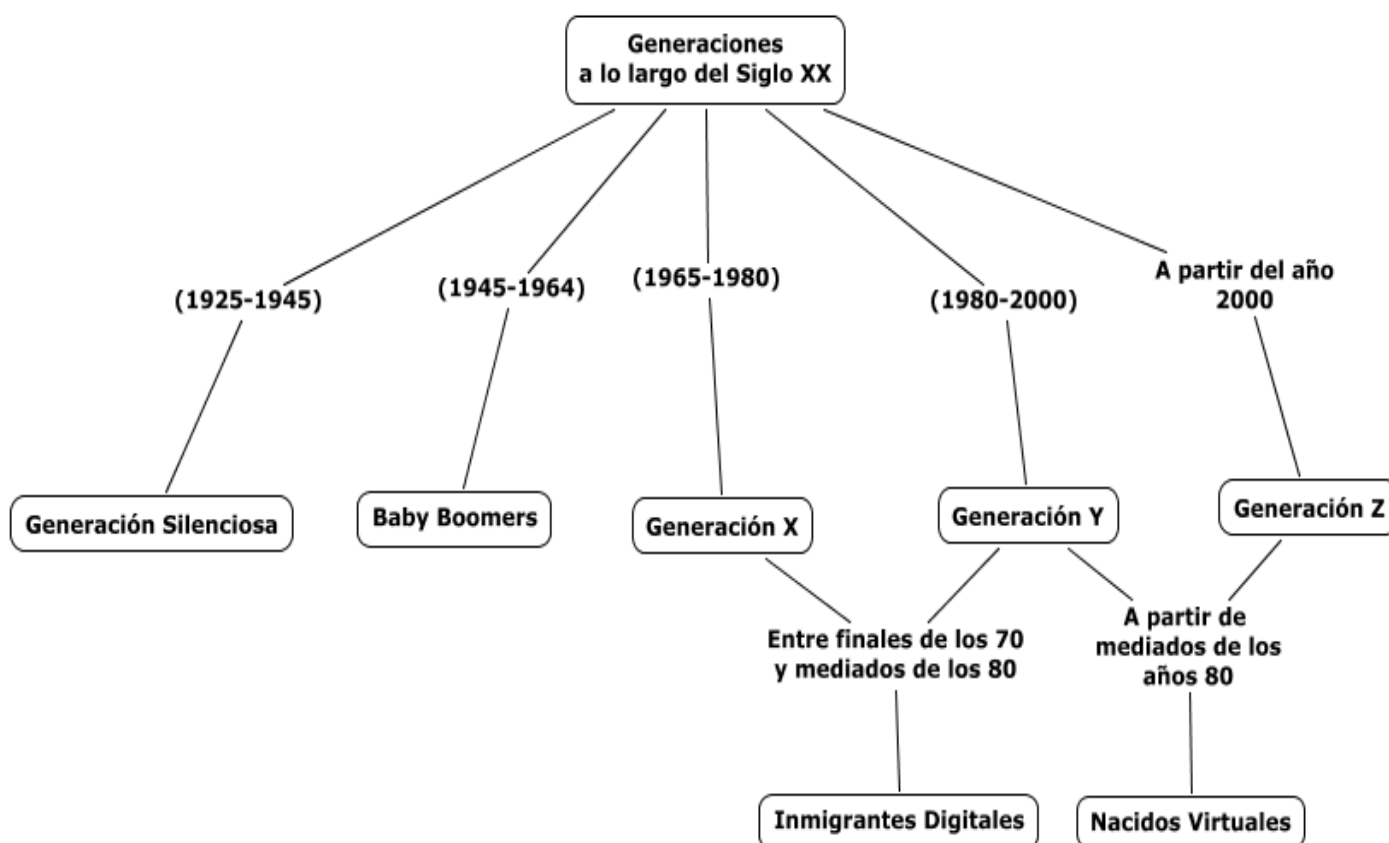 Generaciones
a lo largo del Siglo XX
(1925-1945)
(1945-1964)
(1965-1980)
(1980-2000)
A partir del año
2000
Generación Silenciosa
Baby Boomers
Generación X
Generación Y
Generación Z
Entre finales de los 70
y mediados de los 80
A partir de
mediados de los
años 80
Inmigrantes Digitales
Nacidos Virtuales